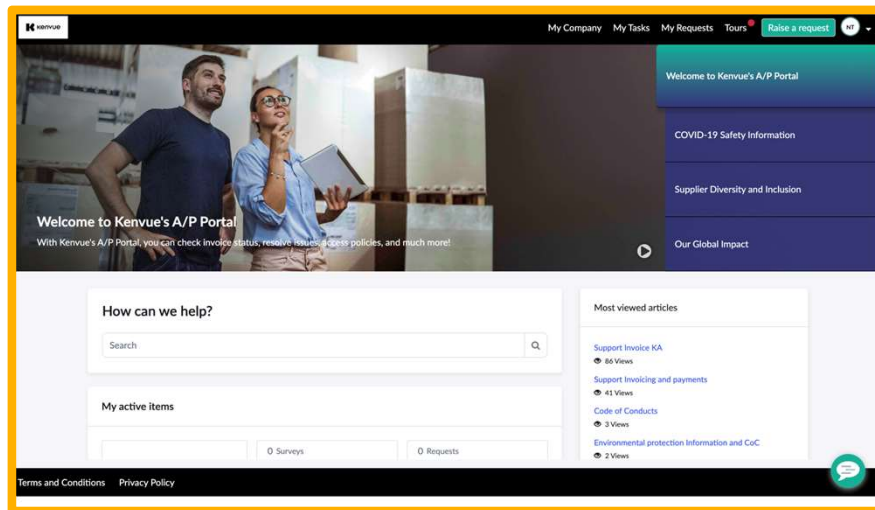 kenvue
My Company My Tasks My Requests Tours Raise a request NT
Welcome to Kenvue's A/P Portal
COVID-19 Safety Information
Supplier Diversity and Inclusion
Our Global Impact
Welcome to Kenvue's A/P Portal
With Kenvue's A/P Portal, you can check invoice status, resolve issues, access policies, and much more!
How can we help?
Search
My active items
0 Surveys
0 Requests
Most viewed articles
Support Invoice KA
86 Views
Support Invoicing and payments
41 Views
Code of Conducts
3 Views
Environmental protection Information and CoC
2 Views
Terms and Conditions Privacy Policy